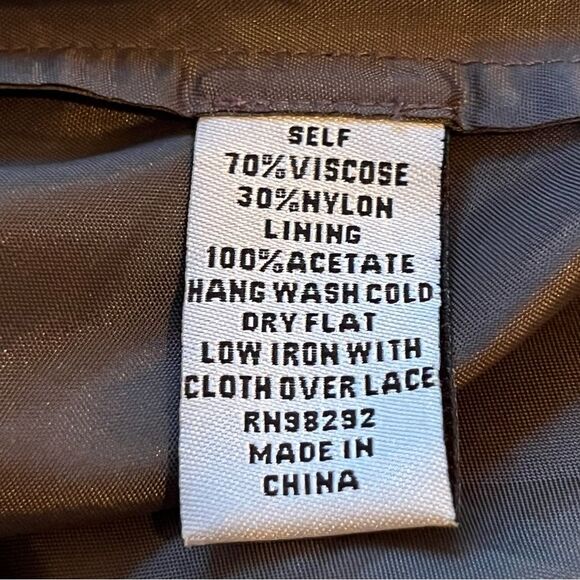 SELF
70%VISCOSE
30%NYLON
LINING
100%ACETATE
HANG WASH COLD
DRY FLAT
LOW IRON WITH
CLOTH OVER LACE
RN98292
MADE IN
CHINA